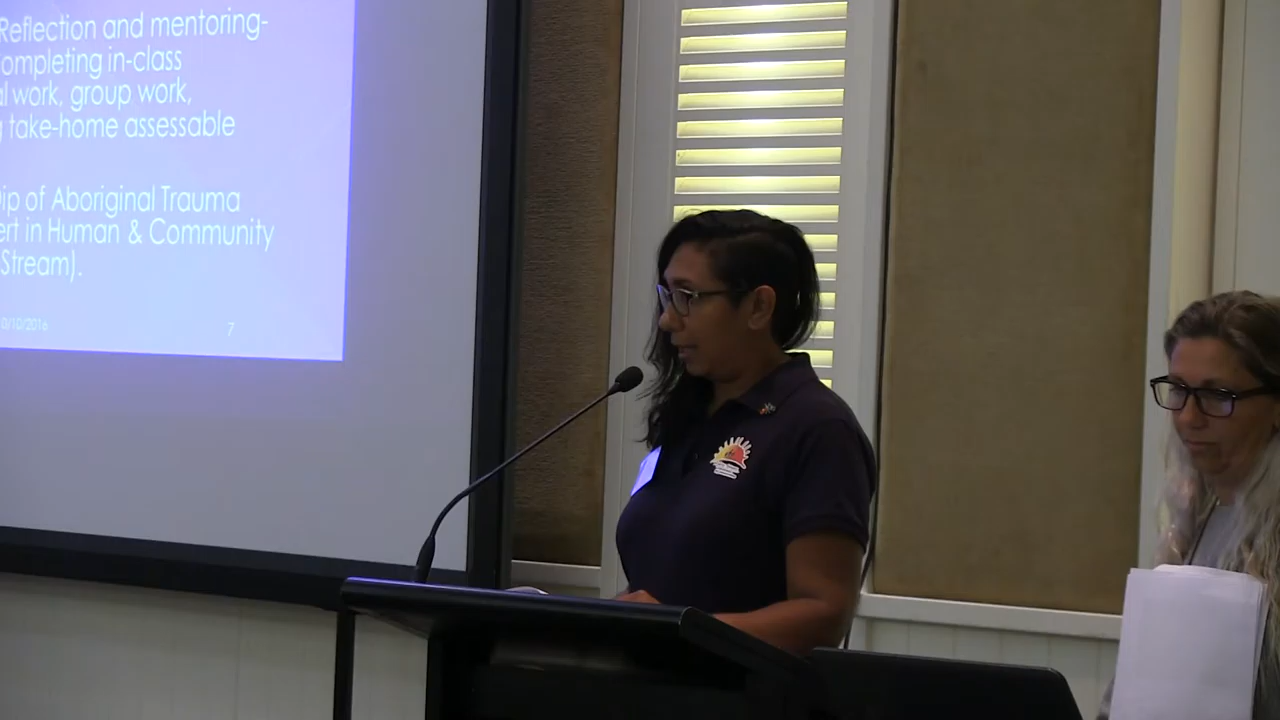 Reflection and mentoring-
ompleting in-class
al work, group work,
g take-home assessable
ip of Aboriginal Trauma
ert in Human & Community
Stream).
0/10/2016
7